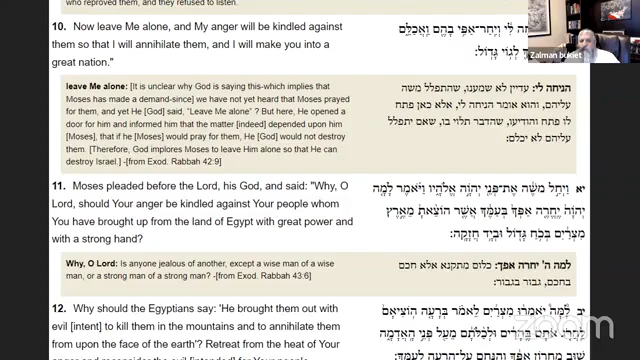 who reproved them, and they refused to listen.
10. Now leave Me alone, and My anger will be kindled against
them so that I will annihilate them, and I will make you into a
great nation."
לִּי וְיִֽחַר־אַפִּ֥י בָהֶ֖ם וַֽאֲכַלֵּ֑ם
לְג֥וֹי גָּדֽוֹל:
leave Me alone: [It is unclear why God is saying this-which implies that
Moses has made a demand-since] we have not yet heard that Moses prayed
for them, and yet He [God] said, "Leave Me alone" ? But here, He opened a
door for him and informed him that the matter [indeed] depended upon him
[Moses], that if he [Moses] would pray for them, He [God] would not destroy
them. [Therefore, God implores Moses to leave Him alone so that He can
destroy Israel.] -[from Exod. Rabbah 42:9]
הניחה לי: עדיין לא שמענו, שהתפלל משה
עליהם, והוא אומר הניחה לי, אלא כאן פתח
לו פתח והודיעו, שהדבר תלוי בו, שאם יתפלל
עליהם לא יכלם:
11. Moses pleaded before the Lord, his God, and said: "Why, O
Lord, should Your anger be kindled against Your people whom
You have brought up from the land of Egypt with great power and
with a strong hand?
יא וַיְחַ֣ל משֶׁ֔ה אֶת־פְּנֵ֖י יְהֹוָ֣ה אֱלֹהָ֑יו וַיֹּ֗אמֶר לָמָ֤ה
יְהֹוָה֙ יֶֽחֱרֶ֤ה אַפְּךָ֙ בְּעַמֶּ֔ךָ אֲשֶׁ֤ר הוֹצֵ֨אתָ֙ מֵאֶ֣רֶץ
מִצְרַ֔יִם בְּכֹ֥חַ גָּד֖וֹל וּבְיָ֥ד חֲזָקָֽה:
Why, O Lord: Is anyone jealous of another, except a wise man of a wise
man, or a strong man of a strong man? -[from Exod. Rabbah 43:6]
למה ה' יחרה אפך: כלום מתקנא אלא חכם
בחכם, גבור בגבור:
12. Why should the Egyptians say: 'He brought them out with
evil [intent] to kill them in the mountains and to annihilate them
from upon the face of the earth'? Retreat from the heat of Your
יב לָ֩מָּה֩ יֹֽאמְר֨וּ מִצְרַ֜יִם לֵאמֹ֗ר בְּרָעָ֤ה הֽוֹצִיאָם֙
לַֽהֲרֹ֤ג אֹתָם֙ בֶּֽהָרִ֔ים וּ֨לְכַלֹּתָ֔ם מֵעַ֖ל פְּנֵ֣י הָֽאֲדָמָ֑ה
שׁ֚וּב מֵֽחֲר֣וֹן אַפֶּ֔ךָ וְהִנָּחֵ֥ם עַל־הָֽרָעָ֖ה לְעַמֶּֽךָ:
Zalman bukiet
zoom